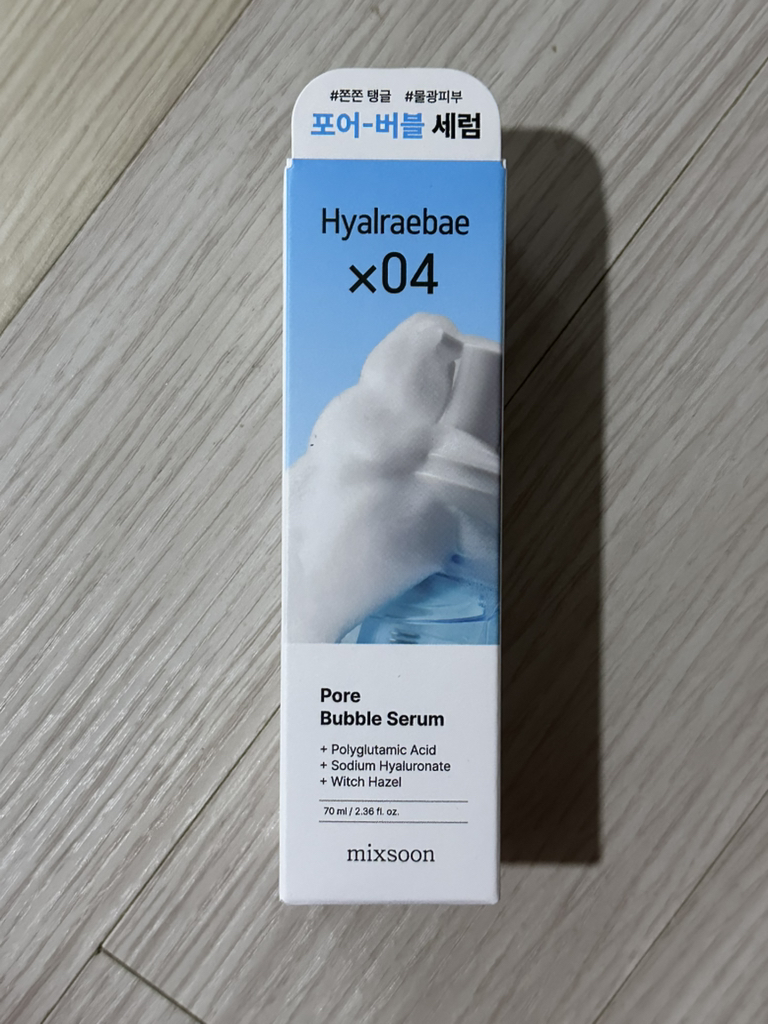 #쫀쫀 탱글 #물광피부
포어-버블 세럼
Hyalraebae
×04
Pore
Bubble Serum
+ Polyglutamic Acid
+ Sodium Hyaluronate
+ Witch Hazel
70 ml / 2.36 fl. oz.
mixsoon